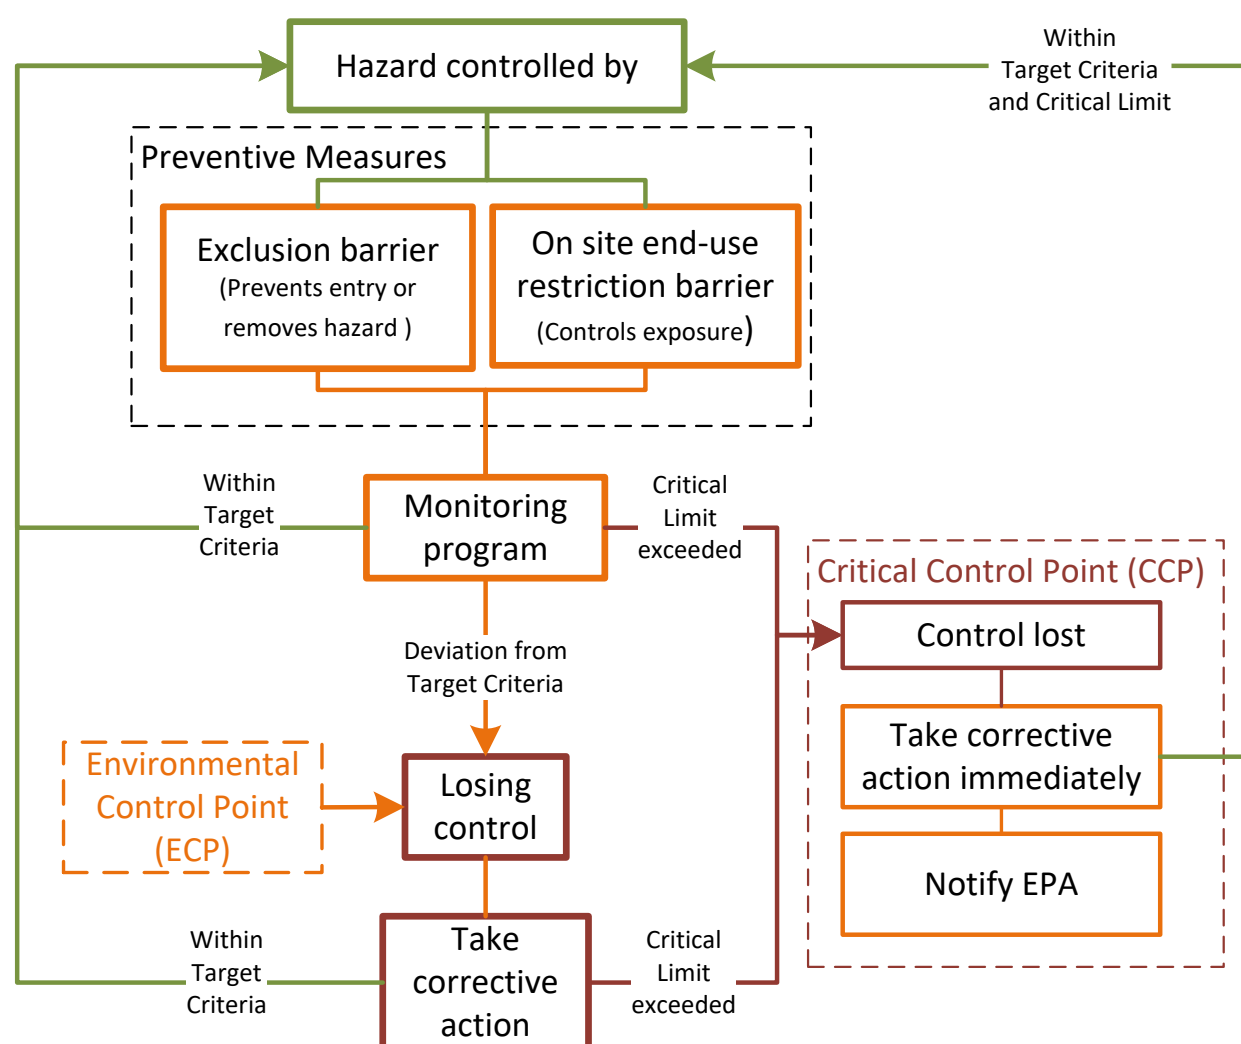 Hazard controlled by
Within
Target Criteria
and Critical Limit
Preventive Measures
Exclusion barrier
(Prevents entry or
removes hazard )
On site end-use
restriction barrier
(Controls exposure)
Within
Target
Criteria
Monitoring
program
Critical
Limit
exceeded
Critical Control Point (CCP)
Control lost
Deviation from
Target Criteria
Take corrective
action immediately
Environmental
Control Point
(ECP)
Losing
control
Notify EPA
Within
Target
Criteria
Take
corrective
action
Critical
Limit
exceeded